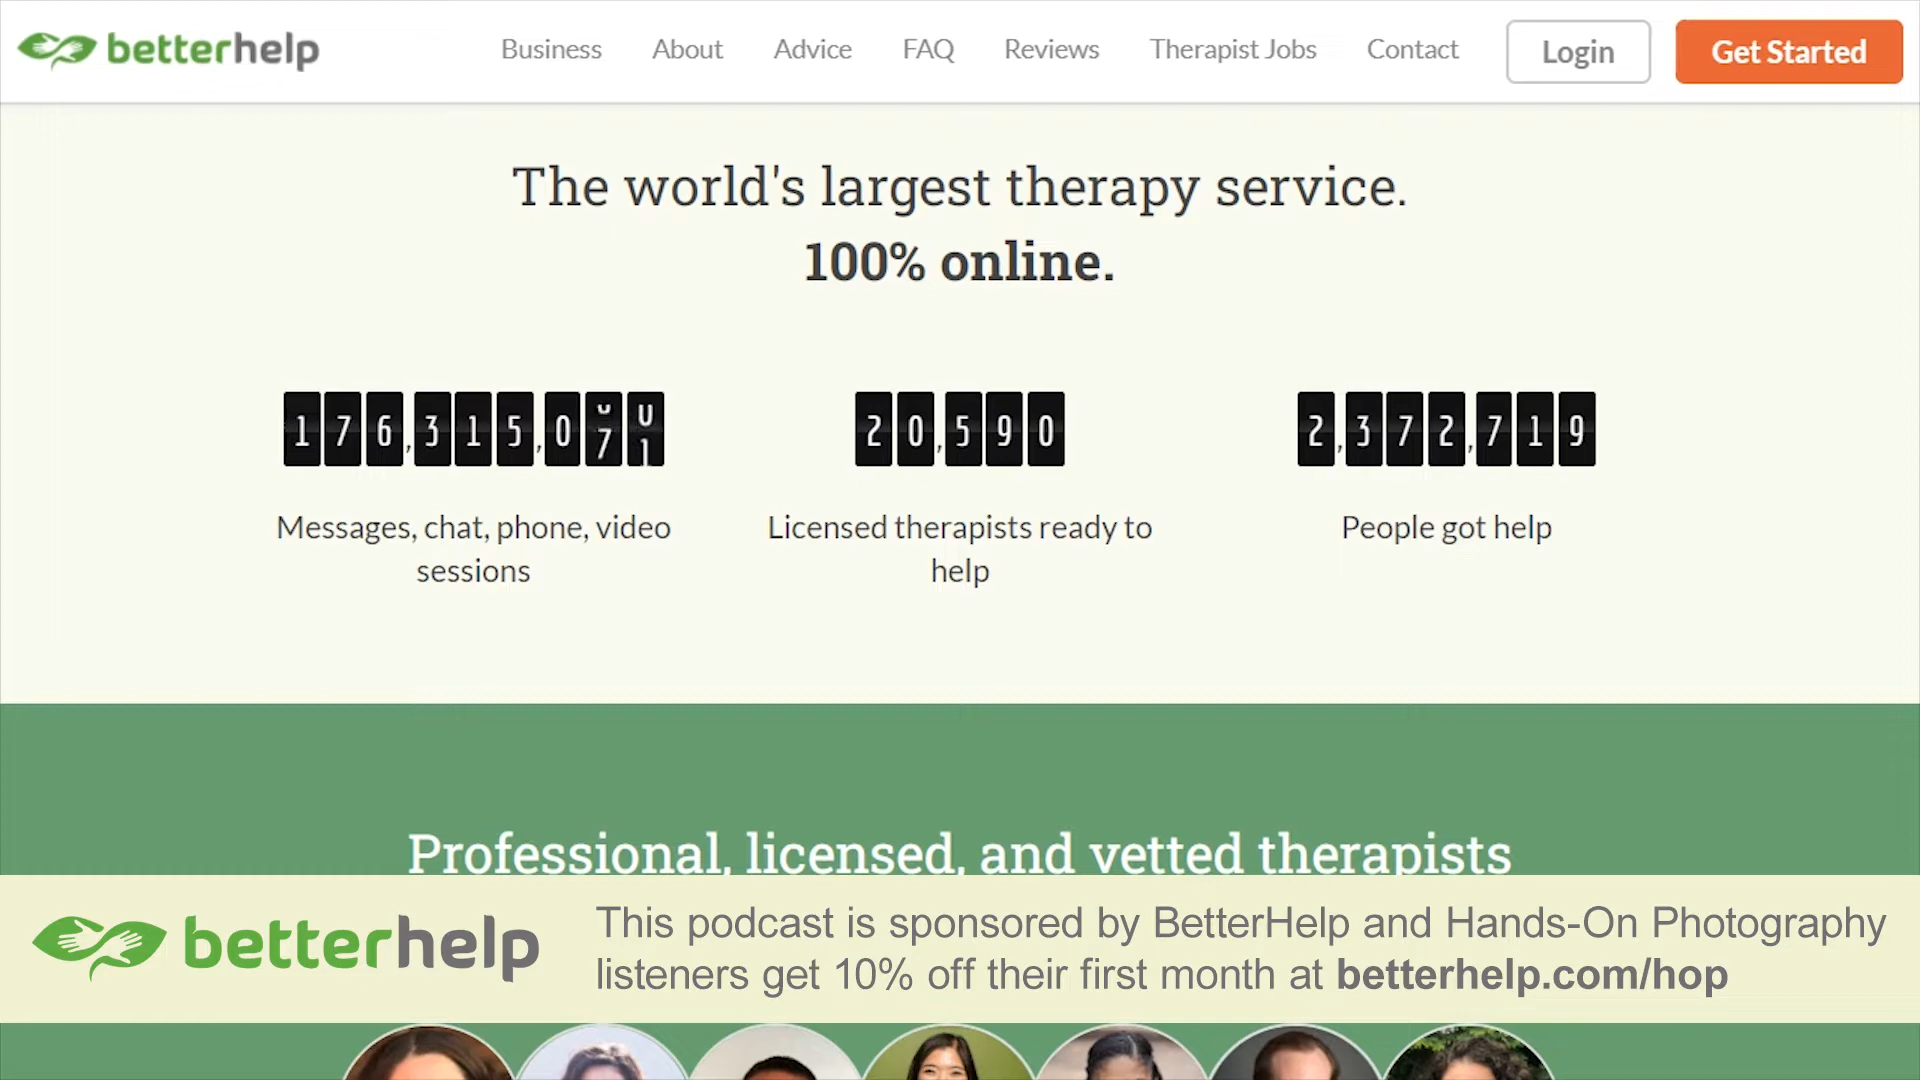 betterhelp
Business About Advice FAQ Reviews Therapist Jobs Contact Login Get Started
The world's largest therapy service.
100% online.
20,590
2,372,719
Messages, chat, phone, video
sessions
Licensed therapists ready to
help
People got help
Professional, licensed, and vetted therapists
betterhelp
This podcast is sponsored by BetterHelp and Hands-On Photography
listeners get 10% off their first month at betterhelp.com/hop